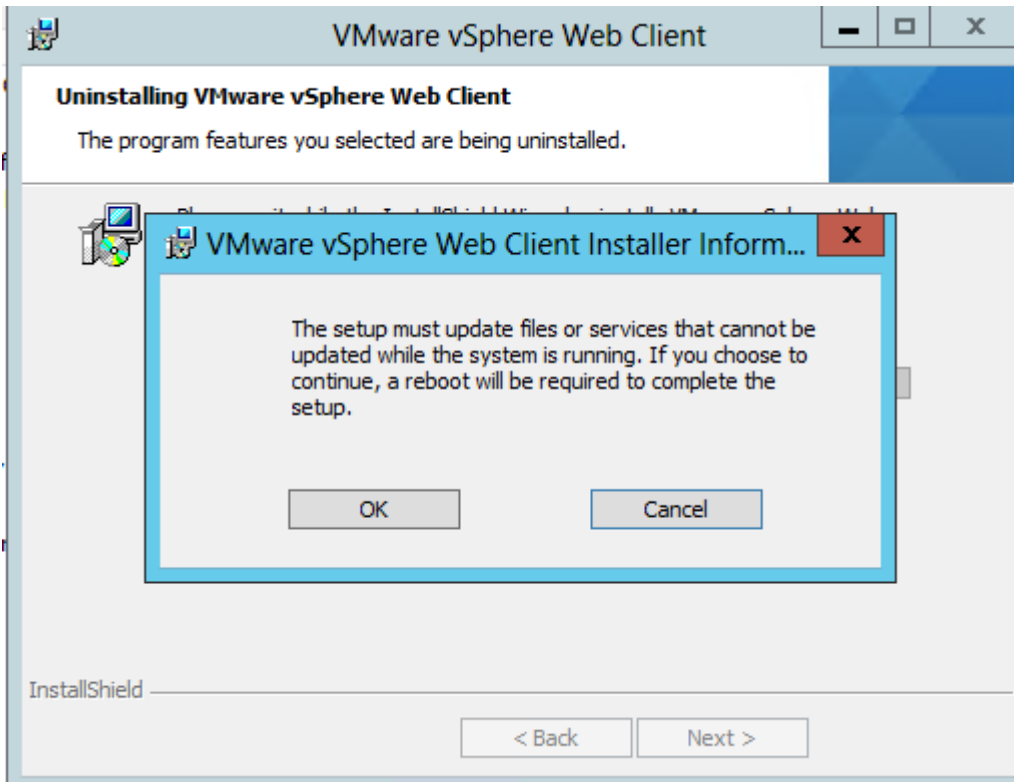 VMware vSphere Web Client
Uninstalling VMware vSphere Web Client
The program features you selected are being uninstalled.
VMware vSphere Web Client Installer Inform...
The setup must update files or services that cannot be
updated while the system is running. If you choose to
continue, a reboot will be required to complete the
setup.
OK Cancel
InstallShield
< Back Next >